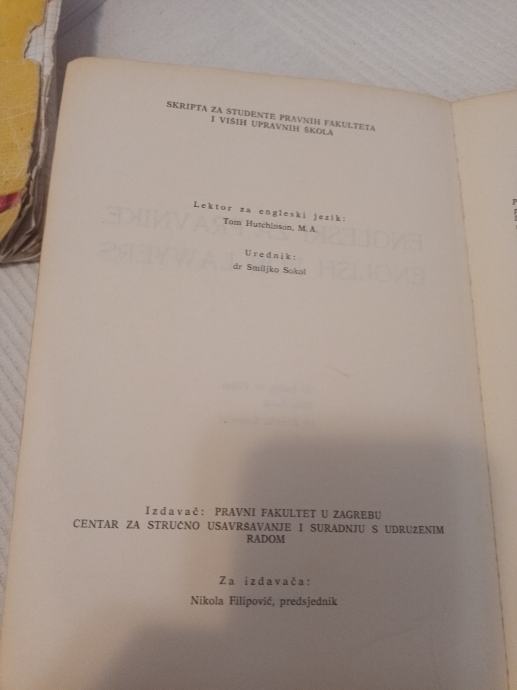 SKRIPTA ZA STUDENTE PRAVNIH FAKULTETA
I VIŠIH UPRAVNIH ŠKOLA
Lektor za engleski jezik:
Tom Hutchinson, M.A.
Urednik:
dr Smiljko Sokol
Izdavač: PRAVNI FAKULTET U ZAGREBU
CENTAR ZA STRUČNO USAVRŠAVANJE I SURADNJU S UDRUŽENIM
RADOM
Za izdavača:
Nikola Filipović, predsjednik